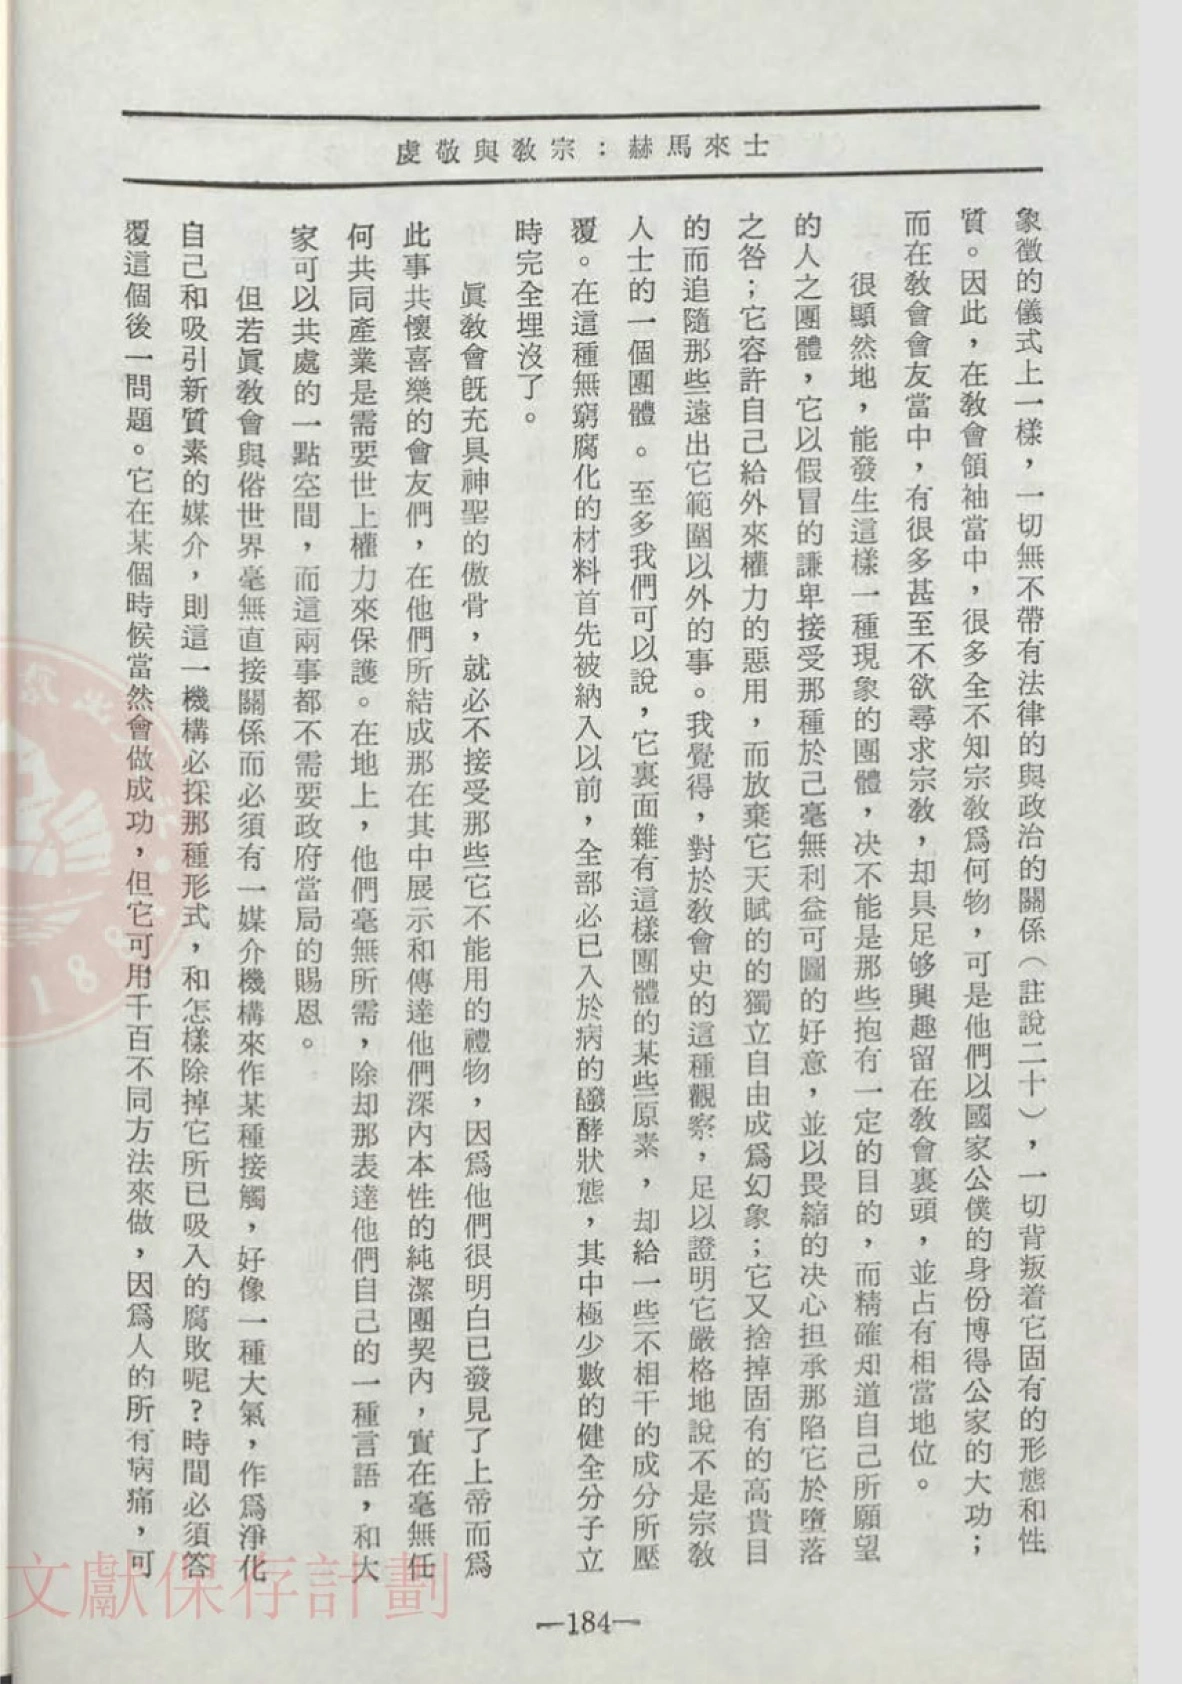 士來馬赫：宗教與敬虔
象徵的儀式上一樣，一切無不帶有法律的與政治的關係（註說二十），一切背叛着它固有的形態和性
質。因此，在教會領袖當中，很多全不知宗教爲何物，可是他們以國家公僕的身份博得公家的大功；
而在教會會友當中，有很多甚至不欲尋求宗教，却具足够興趣留在教會裏頭，並占有相當地位。
很顯然地，能發生這樣一種現象的團體，决不能是那些抱有一定的目的，而精確知道自己所願望
的人之團體，它以假冒的謙卑接受那種於己毫無利益可圖的好意，並以畏縮的决心担承那陷它於墮落
之咎；它容許自己給外來權力的惡用，而放棄它天賦的的獨立自由成爲幻象；它又捨掉固有的高貴目
的而追隨那些遠出它範圍以外的事。我覺得，對於教會史的這種觀察，足以證明它嚴格地說不是宗教
人士的一個團體。至多我們可以說，它裏面雜有這樣團體的某些原素，却給一些不相干的成分所壓
覆。在這種無窮腐化的材料首先被納入以前，全部必已入於病的醱酵狀態，其中極少數的健全分子立
時完全埋沒了。
眞教會旣充具神聖的傲骨，就必不接受那些它不能用的禮物，因爲他們很明白已發見了上帝而爲
此事共懷喜樂的會友們，在他們所結成那在其中展示和傳達他們深內本性的純潔團契內，實在毫無任
何共同產業是需要世上權力來保護。在地上，他們毫無所需，除却那表達他們自己的一種言語，和大
家可以共處的一點空間，而這兩事都不需要政府當局的賜恩。
但若眞教會與俗世界毫無直接關係而必須有一媒介機構來作某種接觸，好像一種大氣，作爲淨化
自己和吸引新質素的媒介，則這一機構必採那種形式，和怎樣除掉它所已吸入的腐敗呢？時間必須答
覆這個後一問題。它在某個時候當然會做成功，但它可用千百不同方法來做，因爲人的所有病痛，可
—184—
文獻保存計劃
188